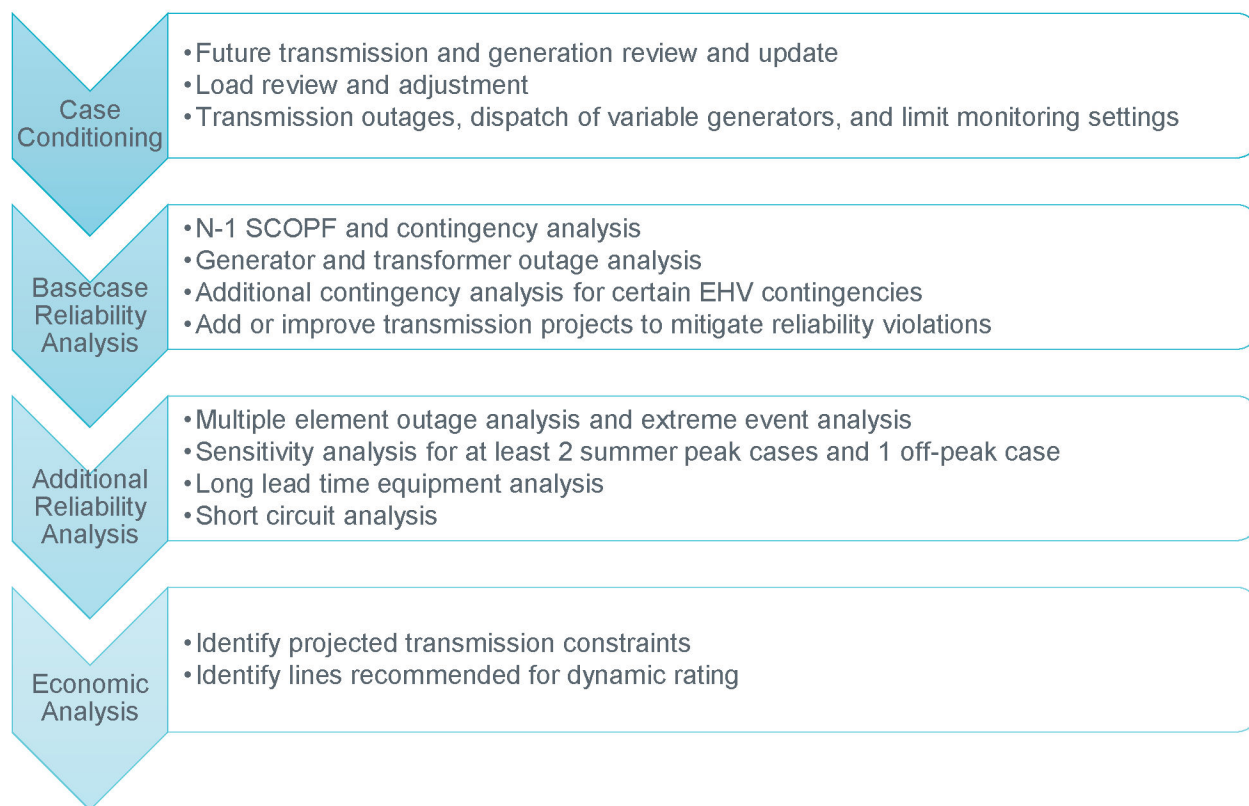 Case
Conditioning
•Future transmission and generation review and update
•Load review and adjustment
•Transmission outages, dispatch of variable generators, and limit monitoring settings
Basecase
Reliability
Analysis
•N-1 SCOPF and contingency analysis
•Generator and transformer outage analysis
•Additional contingency analysis for certain EHV contingencies
•Add or improve transmission projects to mitigate reliability violations
Additional
Reliability
Analysis
•Multiple element outage analysis and extreme event analysis
•Sensitivity analysis for at least 2 summer peak cases and 1 off-peak case
•Long lead time equipment analysis
•Short circuit analysis
Economic
Analysis
•Identify projected transmission constraints
•Identify lines recommended for dynamic rating